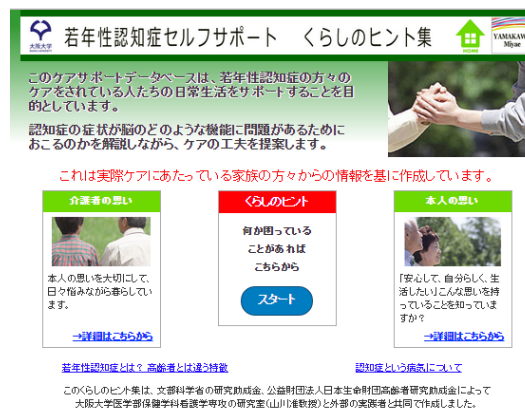 大阪大学
若年性認知症セルフサポート くらしのヒント集
HOME
YAMAKAW
Miyae
このケアサポートデータベースは、若年性認知症の方々の
ケアをされている人たちの日常生活をサポートすることを目
的としています。
認知症の症状が脳のどのような機能に問題があるために
おこるのかを解説しながら、ケアの工夫を提案します。
これは実際ケアにあたっている家族の方々からの情報を基に作成しています。
介護者の思い
本人の思いを大切にして、
日々悩みながら暮らしてい
ます。
→詳細はこちらから
くらしのヒント
何か困っている
ことがあれば
こちらから
スタート
本人の思い
「安心して、自分らしく、生
活したい」こんな思いを持
っていることを知っていま
すか?
→詳細はこちらから
若年性認知症とは? 高齢者とは違う特徴
認知症という病気について
このくらしのヒント集は、文部科学省の研究助成金、公益財団法人日本生命財団高齢者研究助成金によって
大阪大学医学部保健学科看護学専攻の研究室(山川准教授)と外部の実践者と共同で作成しました。